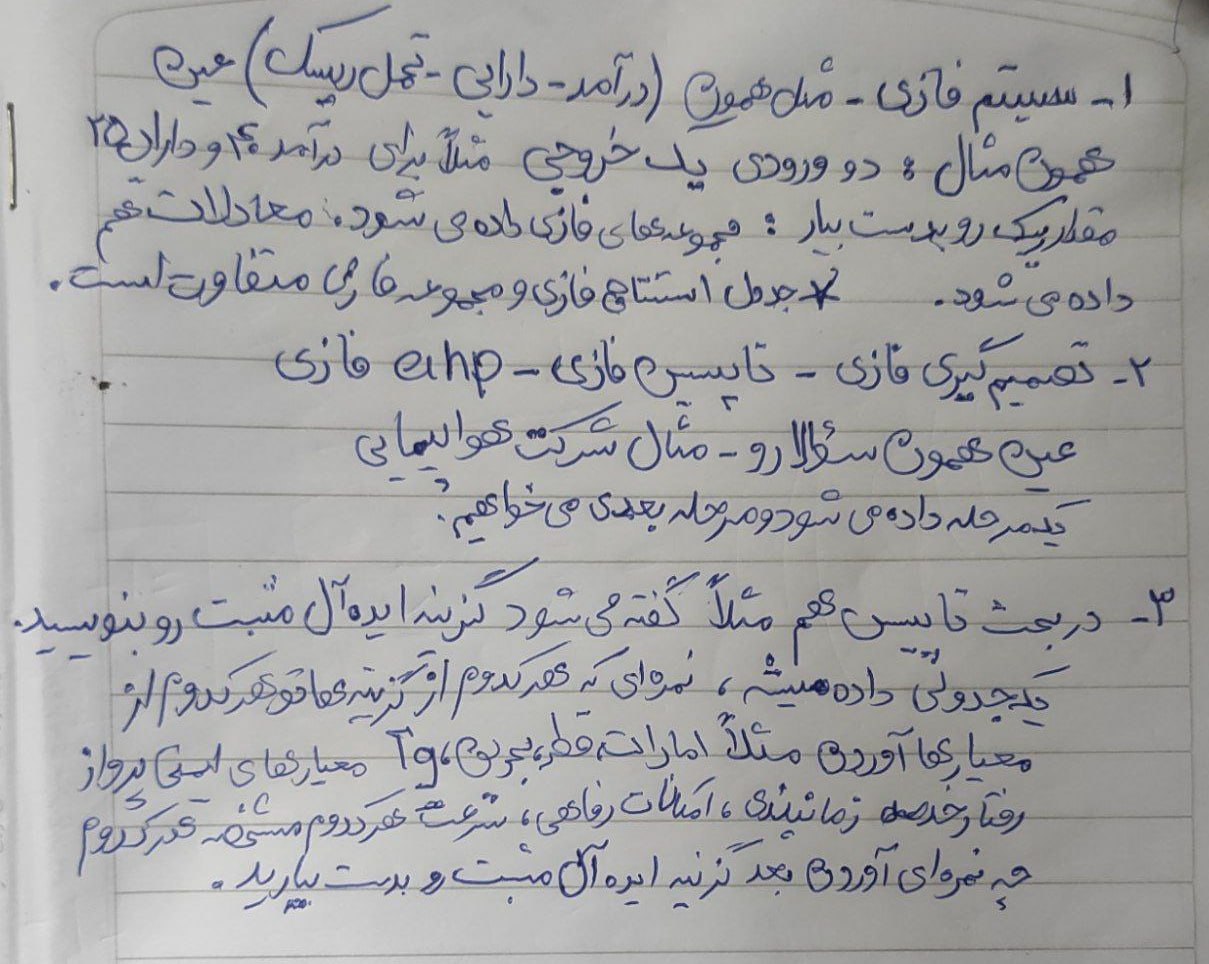 ۱- سیستم فازی - مثل همون (درآمد - دارایی - تحمل ریسک) عین
همون مثال : دو ورودی یک خروجی مثلاً برای درآمد ۴۰ و دارایی ۲۵
مقدار ریسک رو بدست بیار : مجموعه‌های فازی داده می شود. معادلات هم
داده می شود. * جدول استنتاج فازی و مجموعه فازی متفاوت است.
۲- تصمیم گیری فازی - تاپسیس فازی - ahp فازی
عین همون سؤالا رو - مثال شرکت هواپیمایی
یک مرحله داده می شود و مرحله بعدی می خواهیم.
۳- در بحث تاپسیس هم مثلاً گفته می شود گزینه ایده آل مثبت رو بنویسید.
یک جدولی داده میشه ، نمره‌ای که هر کدوم از گزینه‌ها تو هر کدوم از
معیارها آوردن مثلاً امارات، قطر، بحرین، معیارهای ایمنی پرواز
رفتار خدمه زمانبندی ، امکانات رفاهی ، سرعت هر کدوم مشخصه هر کدوم
چه نمره‌ای آوردن بعد گزینه ایده آل مثبت رو بدست بیارید.